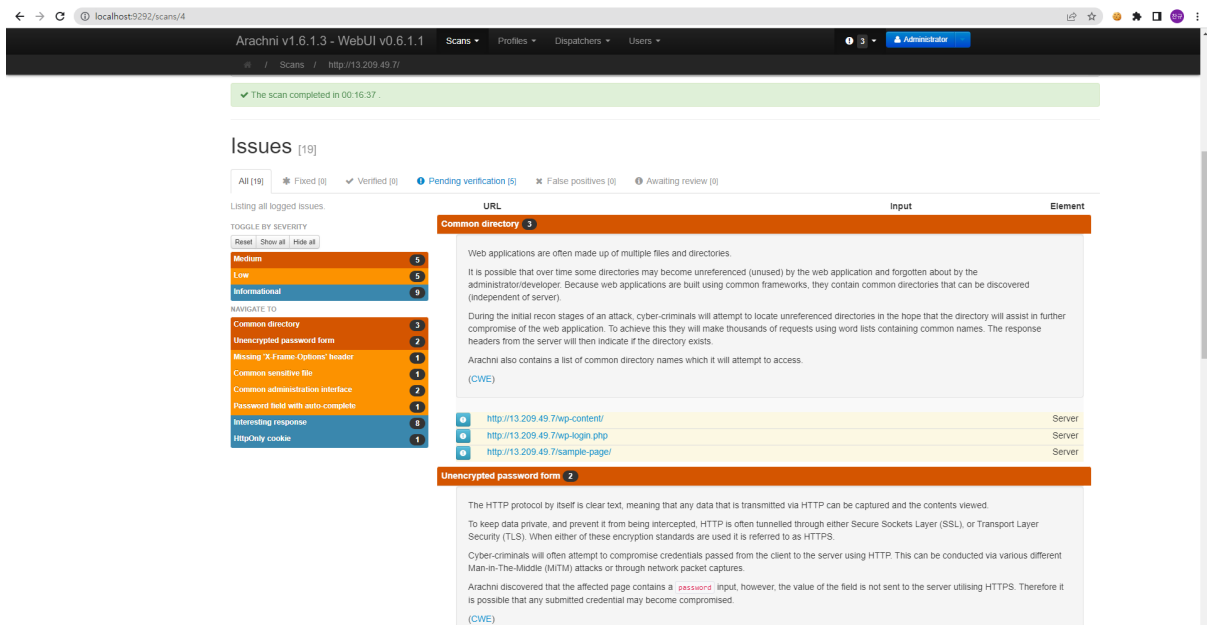 localhost:9292/scans/4
Arachni v1.6.1.3 - WebUI v0.6.1.1 Scans Profiles Dispatchers Users 3 Administrator
/ Scans / http://13.209.49.7/
The scan completed in 00:16:37 .
Issues [19]
All [19] Fixed [0] Verified [0] Pending verification [5] False positives [0] Awaiting review [0]
Listing all logged issues.
TOGGLE BY SEVERITY
Reset Show all Hide all
Medium 5
Low 5
Informational 9
NAVIGATE TO
Common directory 3
Unencrypted password form 2
Missing 'X-Frame-Options' header 1
Common sensitive file 1
Common administration interface 2
Password field with auto-complete 1
Interesting response 8
HttpOnly cookie 1
URL Input Element
Common directory 3
Web applications are often made up of multiple files and directories.
It is possible that over time some directories may become unreferenced (unused) by the web application and forgotten about by the
administrator/developer. Because web applications are built using common frameworks, they contain common directories that can be discovered
(independent of server).
During the initial recon stages of an attack, cyber-criminals will attempt to locate unreferenced directories in the hope that the directory will assist in further
compromise of the web application. To achieve this they will make thousands of requests using word lists containing common names. The response
headers from the server will then indicate if the directory exists.
Arachni also contains a list of common directory names which it will attempt to access.
(CWE)
http://13.209.49.7/wp-content/ Server
http://13.209.49.7/wp-login.php Server
http://13.209.49.7/sample-page/ Server
Unencrypted password form 2
The HTTP protocol by itself is clear text, meaning that any data that is transmitted via HTTP can be captured and the contents viewed.
To keep data private, and prevent it from being intercepted, HTTP is often tunnelled through either Secure Sockets Layer (SSL), or Transport Layer
Security (TLS). When either of these encryption standards are used it is referred to as HTTPS.
Cyber-criminals will often attempt to compromise credentials passed from the client to the server using HTTP. This can be conducted via various different
Man-in-The-Middle (MiTM) attacks or through network packet captures.
Arachni discovered that the affected page contains a password input, however, the value of the field is not sent to the server utilising HTTPS. Therefore it
is possible that any submitted credential may become compromised.
(CWE)